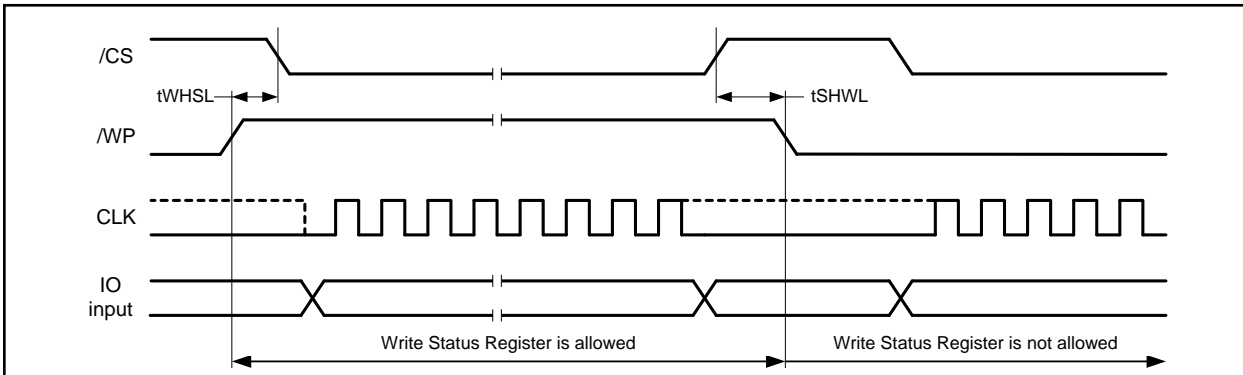 /CS
tWHSL
tSHWL
/WP
CLK
IO
input
Write Status Register is allowed
Write Status Register is not allowed